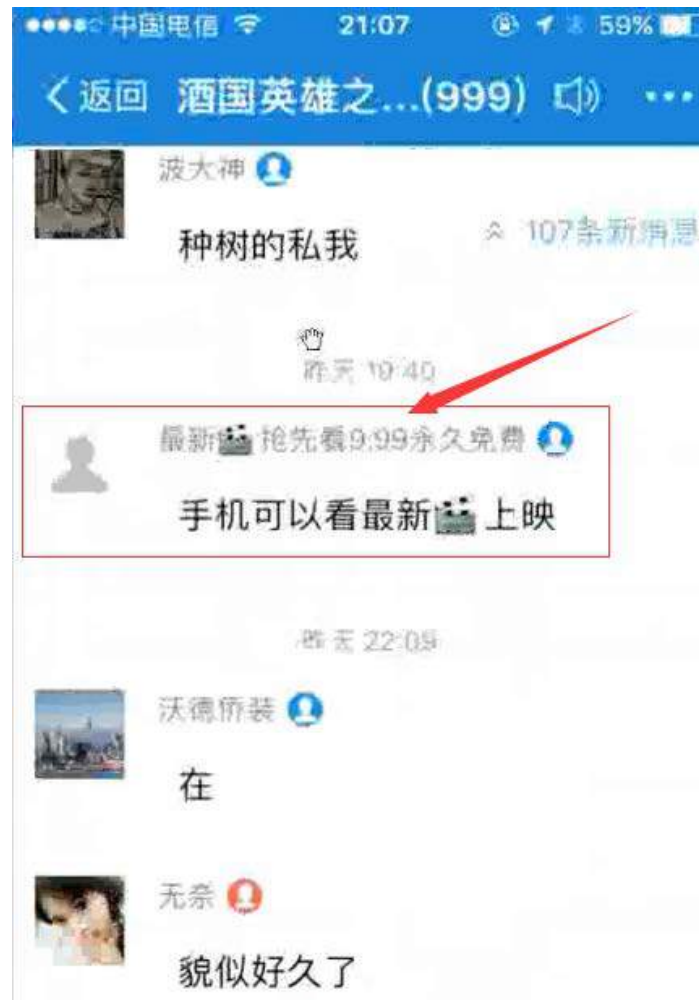 中国电信 21:07 59%
返回 酒国英雄之...(999)
波大神
种树的私我
107条新消息
昨天 19:40
最新🎬抢先看9.99永久免费
手机可以看最新🎬上映
昨天 22:09
沃德侨装
在
无奈
貌似好久了